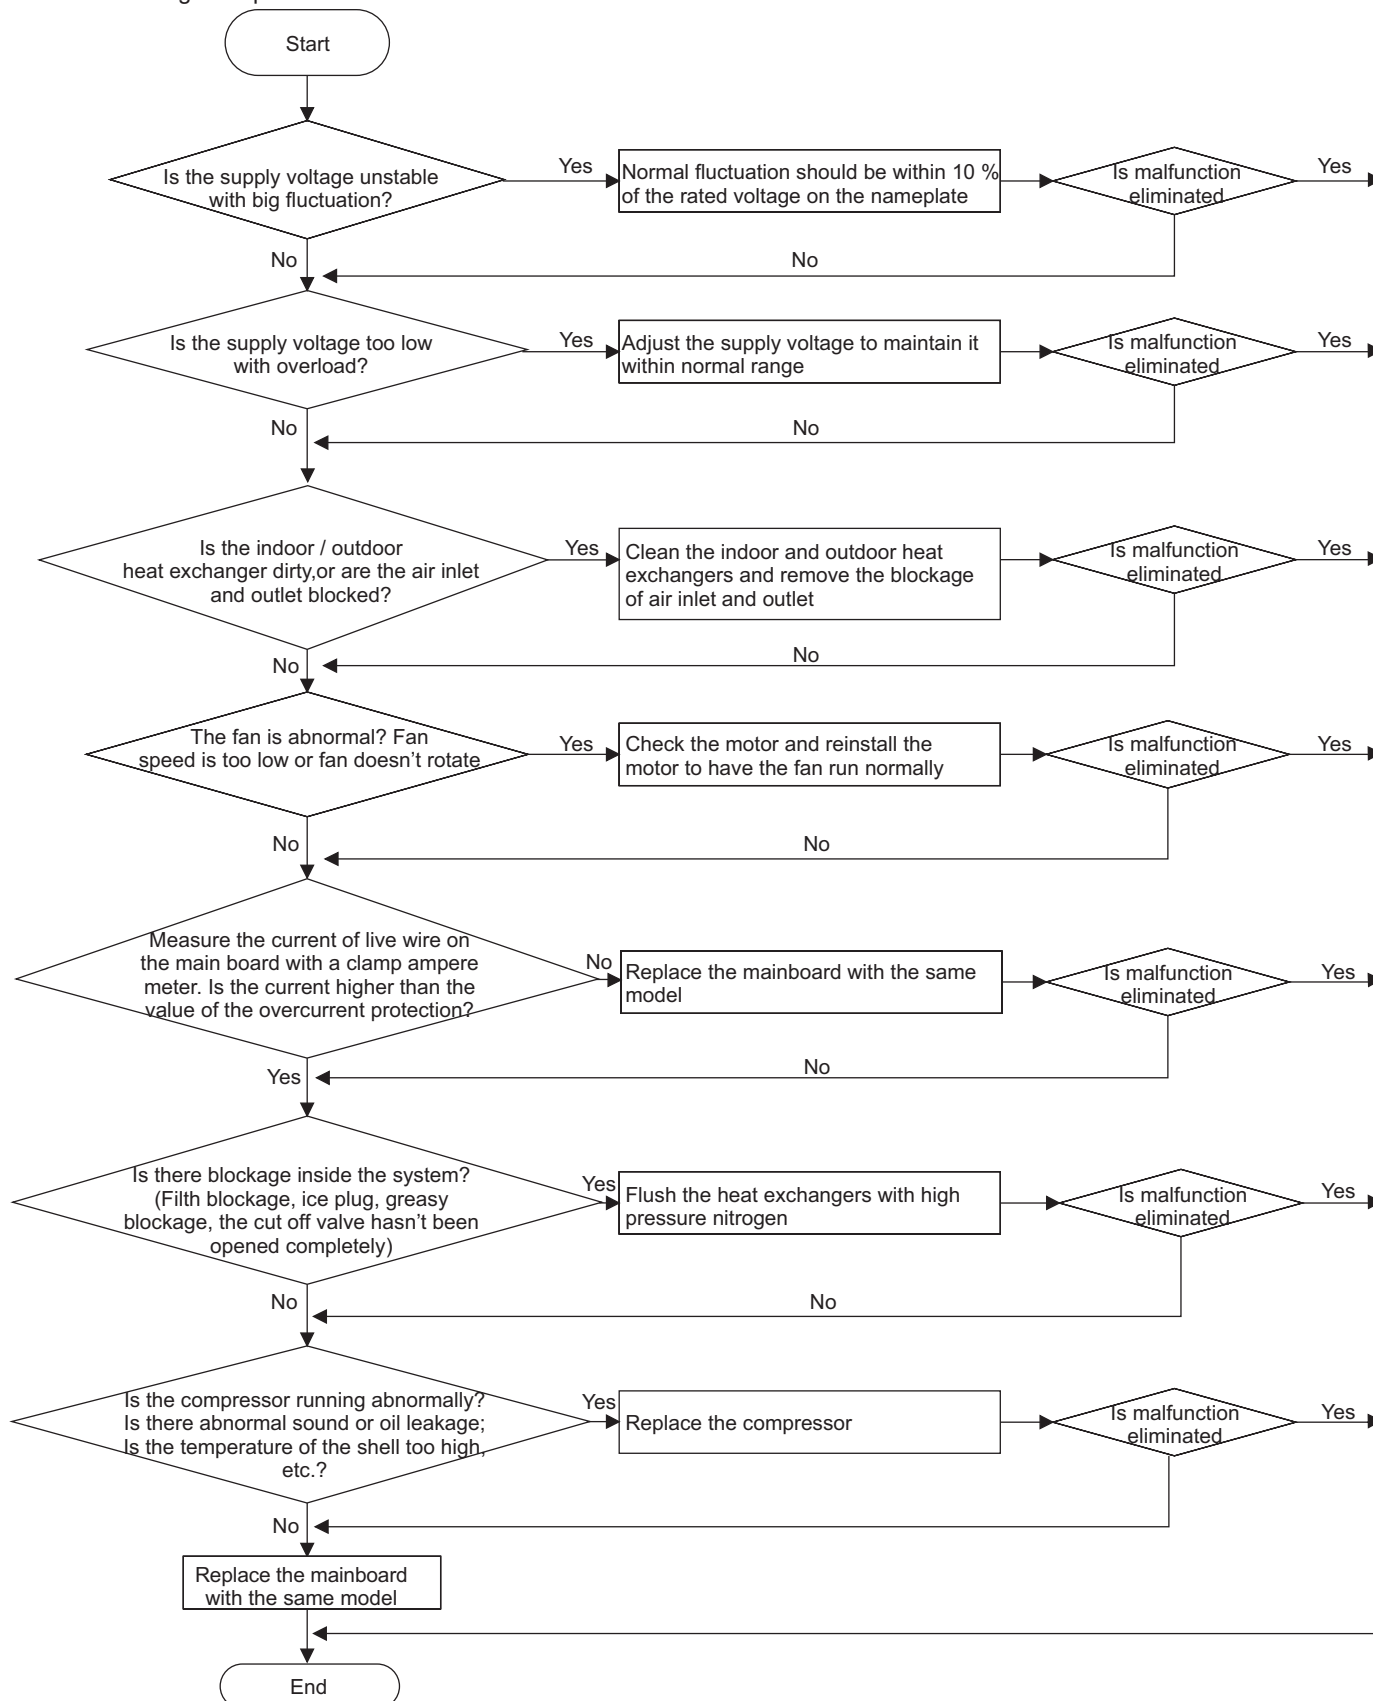 Start
Is the supply voltage unstable
with big fluctuation?
Yes
Normal fluctuation should be within 10 %
of the rated voltage on the nameplate
Is malfunction
eliminated
Yes
No
No
Is the supply voltage too low
with overload?
Yes
Adjust the supply voltage to maintain it
within normal range
Is malfunction
eliminated
Yes
No
No
Is the indoor / outdoor
heat exchanger dirty,or are the air inlet
and outlet blocked?
Yes
Clean the indoor and outdoor heat
exchangers and remove the blockage
of air inlet and outlet
Is malfunction
eliminated
Yes
No
No
The fan is abnormal? Fan
speed is too low or fan doesn't rotate
Yes
Check the motor and reinstall the
motor to have the fan run normally
Is malfunction
eliminated
Yes
No
No
Measure the current of live wire on
the main board with a clamp ampere
meter. Is the current higher than the
value of the overcurrent protection?
No
Replace the mainboard with the same
model
Is malfunction
eliminated
Yes
Yes
No
Is there blockage inside the system?
(Filth blockage, ice plug, greasy
blockage, the cut off valve hasn't been
opened completely)
Yes
Flush the heat exchangers with high
pressure nitrogen
Is malfunction
eliminated
Yes
No
No
Is the compressor running abnormally?
Is there abnormal sound or oil leakage;
Is the temperature of the shell too high,
etc.?
Yes
Replace the compressor
Is malfunction
eliminated
Yes
No
Replace the mainboard
with the same model
End